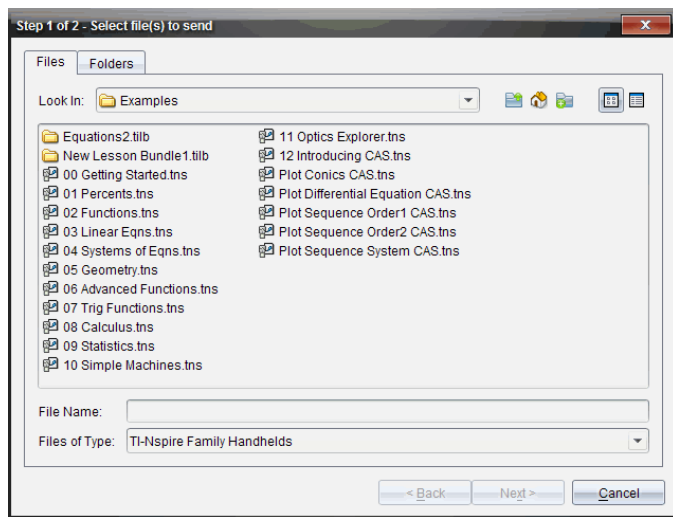 Step 1 of 2 - Select file(s) to send
Files Folders
Look In: Examples
Equations2.tilb
New Lesson Bundle1.tilb
00 Getting Started.tns
01 Percents.tns
02 Functions.tns
03 Linear Eqns.tns
04 Systems of Eqns.tns
05 Geometry.tns
06 Advanced Functions.tns
07 Trig Functions.tns
08 Calculus.tns
09 Statistics.tns
10 Simple Machines.tns
11 Optics Explorer.tns
12 Introducing CAS.tns
Plot Conics CAS.tns
Plot Differential Equation CAS.tns
Plot Sequence Order1 CAS.tns
Plot Sequence Order2 CAS.tns
Plot Sequence System CAS.tns
File Name:
Files of Type: TI-Nspire Family Handhelds
< Back Next > Cancel